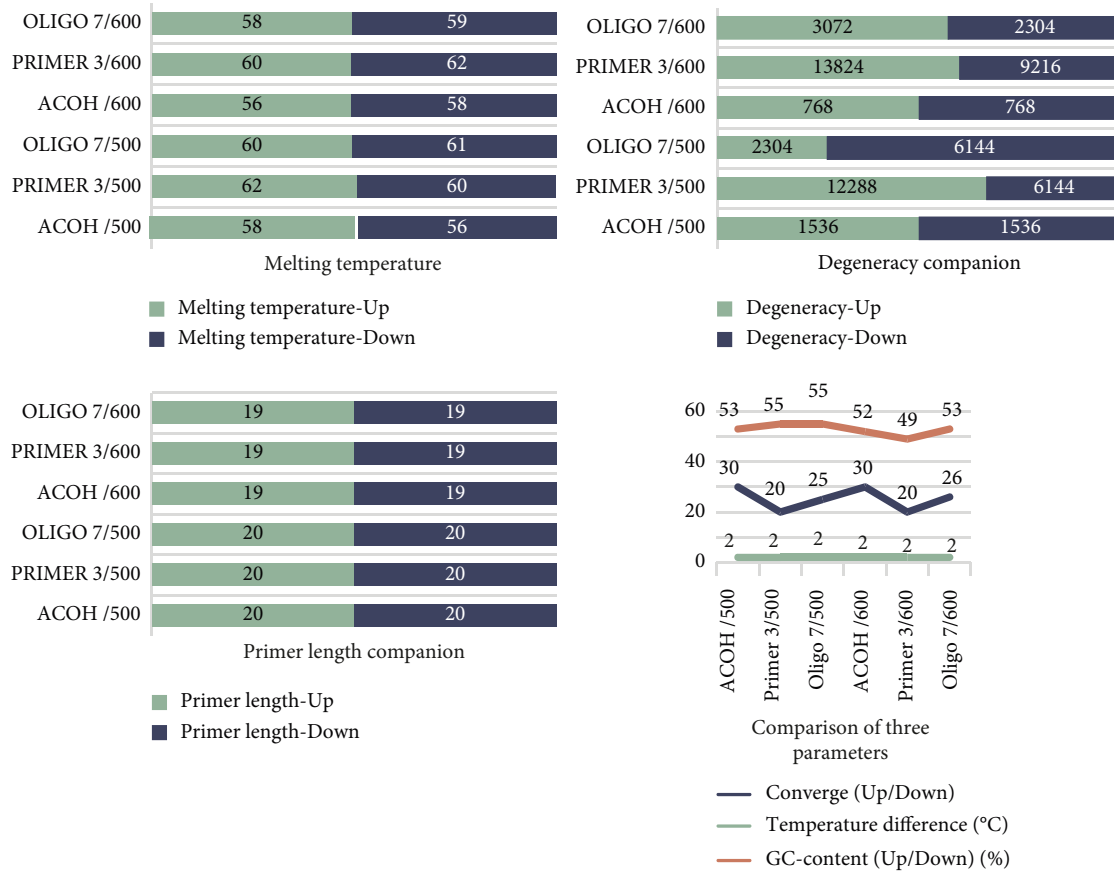 OLIGO 7/600 58 59
PRIMER 3/600 60 62
ACOH /600 56 58
OLIGO 7/500 60 61
PRIMER 3/500 62 60
ACOH /500 58 56
Melting temperature
Melting temperature-Up
Melting temperature-Down
OLIGO 7/600 3072 2304
PRIMER 3/600 13824 9216
ACOH /600 768 768
OLIGO 7/500 2304 6144
PRIMER 3/500 12288 6144
ACOH /500 1536 1536
Degeneracy companion
Degeneracy-Up
Degeneracy-Down
OLIGO 7/600 19 19
PRIMER 3/600 19 19
ACOH /600 19 19
OLIGO 7/500 20 20
PRIMER 3/500 20 20
ACOH /500 20 20
Primer length companion
Primer length-Up
Primer length-Down
60
40
20
0
53 55 55 52 49 53
30 20 25 30 20 26
2 2 2 2 2 2
ACOH /500
Primer 3/500
Oligo 7/500
ACOH /600
Primer 3/600
Oligo 7/600
Comparison of three
parameters
Converge (Up/Down)
Temperature difference (°C)
GC-content (Up/Down) (%)